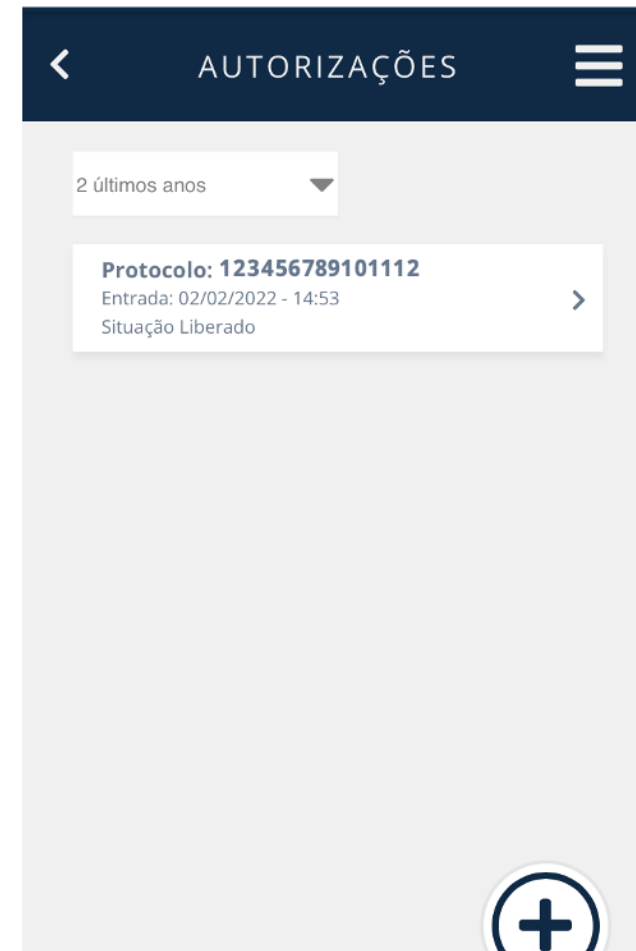 AUTORIZAÇÕES
2 últimos anos
Protocolo: 123456789101112
Entrada: 02/02/2022 - 14:53
Situação Liberado